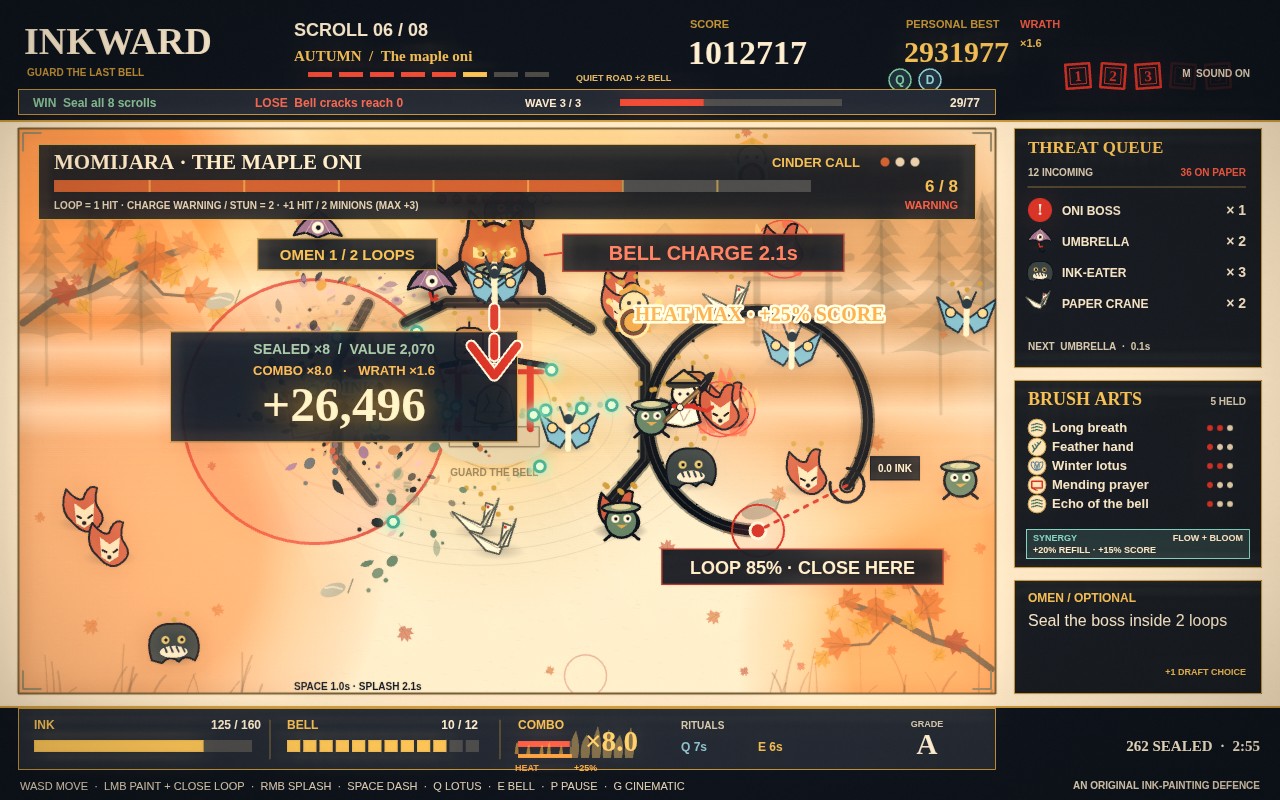 INKWARD
GUARD THE LAST BELL
SCROLL 06 / 08
AUTUMN / The maple oni
QUIET ROAD +2 BELL
SCORE
1012717
PERSONAL BEST
2931977
WRATH
×1.6
Q D
1 2 3
M SOUND ON
WIN Seal all 8 scrolls
LOSE Bell cracks reach 0
WAVE 3 / 3
29/77
MOMIJARA · THE MAPLE ONI
CINDER CALL
6 / 8
LOOP = 1 HIT · CHARGE WARNING / STUN = 2 · +1 HIT / 2 MINIONS (MAX +3)
WARNING
OMEN 1 / 2 LOOPS
BELL CHARGE 2.1s
HEAT MAX · +25% SCORE
SEALED ×8 / VALUE 2,070
COMBO ×8.0 · WRATH ×1.6
+26,496
GUARD THE BELL
0.0 INK
LOOP 85% · CLOSE HERE
SPACE 1.0s · SPLASH 2.1s
THREAT QUEUE
12 INCOMING
36 ON PAPER
! ONI BOSS × 1
UMBRELLA × 2
INK-EATER × 3
PAPER CRANE × 2
NEXT UMBRELLA · 0.1s
BRUSH ARTS
5 HELD
Long breath
Feather hand
Winter lotus
Mending prayer
Echo of the bell
SYNERGY
FLOW + BLOOM
+20% REFILL · +15% SCORE
OMEN / OPTIONAL
Seal the boss inside 2 loops
+1 DRAFT CHOICE
INK
125 / 160
BELL
10 / 12
COMBO
×8.0
HEAT
+25%
RITUALS
Q 7s
E 6s
GRADE
A
262 SEALED · 2:55
WASD MOVE · LMB PAINT + CLOSE LOOP · RMB SPLASH · SPACE DASH · Q LOTUS · E BELL · P PAUSE · G CINEMATIC
AN ORIGINAL INK-PAINTING DEFENCE